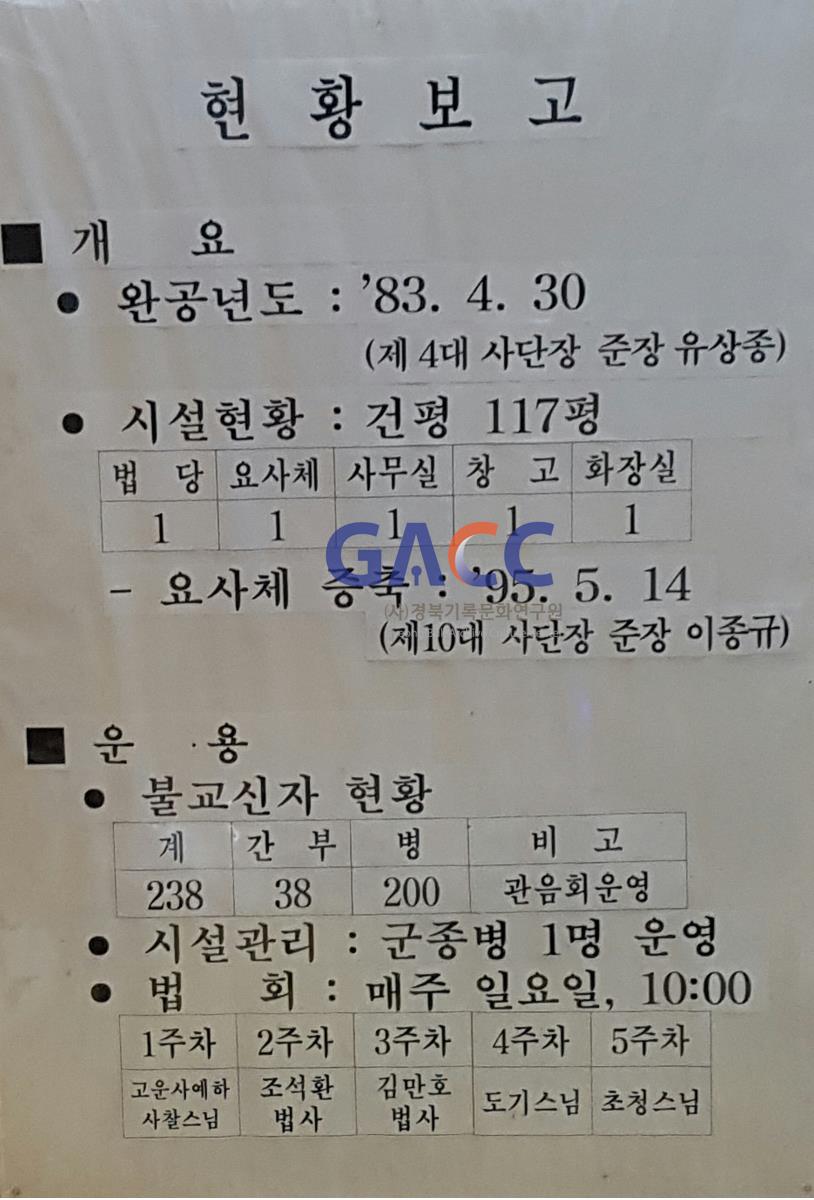 현 황 보 고
■ 개 요
● 완공년도 : ’83. 4. 30
(제 4대 사단장 준장 유상종)
● 시설현황 : 건평 117평
법 당 요사체 사무실 창 고 화장실
1 1 1 1 1
GACC
- 요사체 증축 : ’95. 5. 14
(사)경북기록문화연구원
(제10대 사단장 준장 이종규)
■ 운 용
● 불교신자 현황
계 간 부 병 비 고
238 38 200 관음회운영
● 시설관리 : 군종병 1명 운영
● 법 회 : 매주 일요일, 10:00
1주차 2주차 3주차 4주차 5주차
고운사예하 사찰스님 조석환 법사 김만호 법사 도기스님 초청스님